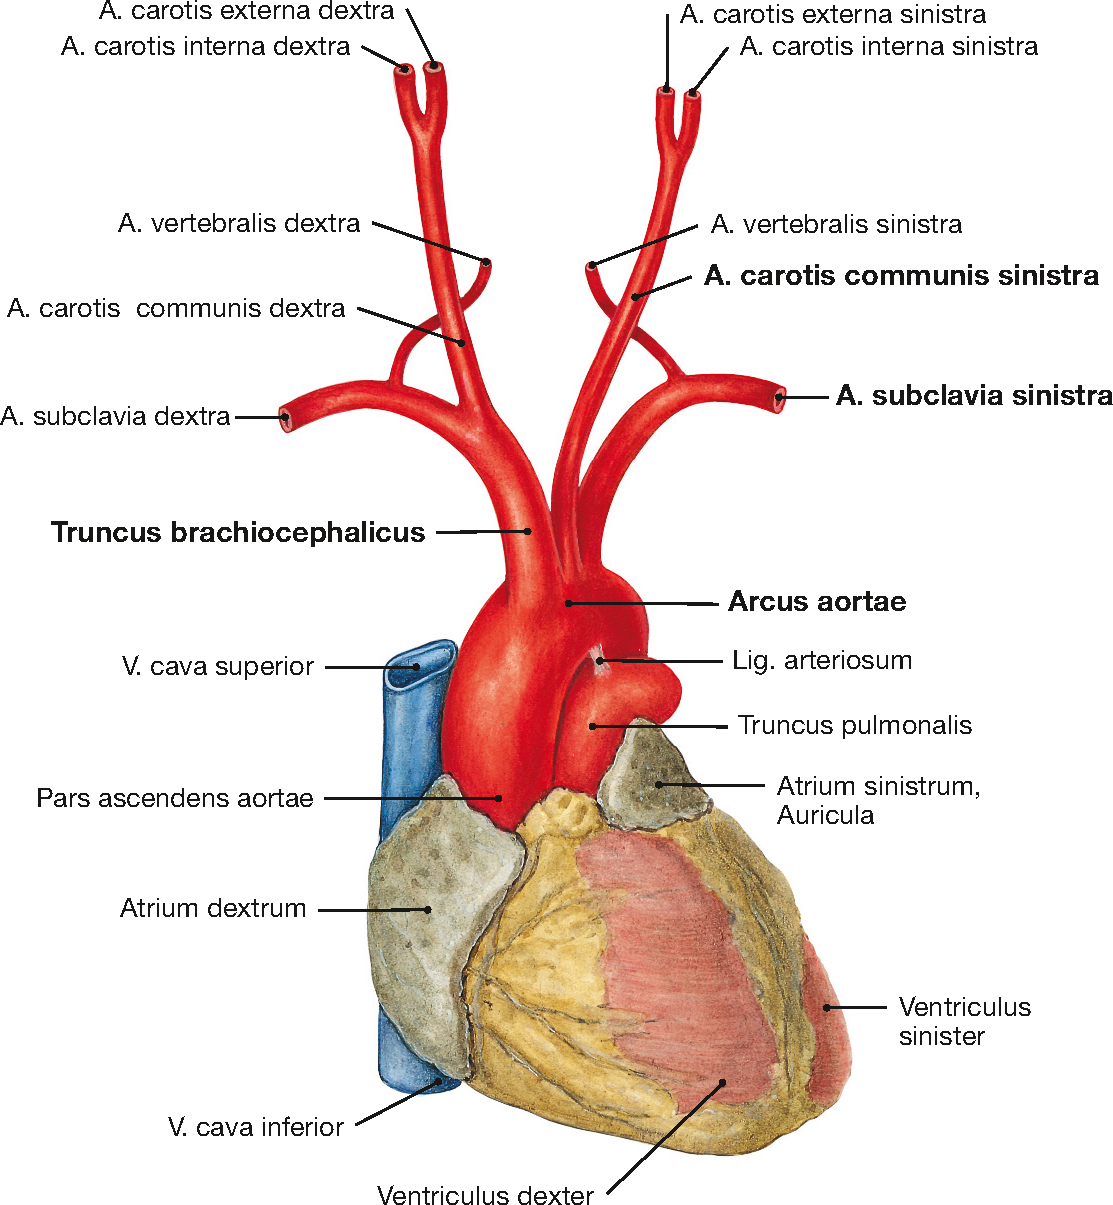 A. carotis externa dextra
A. carotis externa sinistra
A. carotis interna dextra
A. carotis interna sinistra
A. vertebralis dextra
A. vertebralis sinistra
A. carotis communis sinistra
A. carotis communis dextra
A. subclavia sinistra
A. subclavia dextra
Truncus brachiocephalicus
Arcus aortae
Lig. arteriosum
V. cava superior
Truncus pulmonalis
Atrium sinistrum,
Auricula
Pars ascendens aortae
Atrium dextrum
Ventriculus
sinister
V. cava inferior
Ventriculus dexter